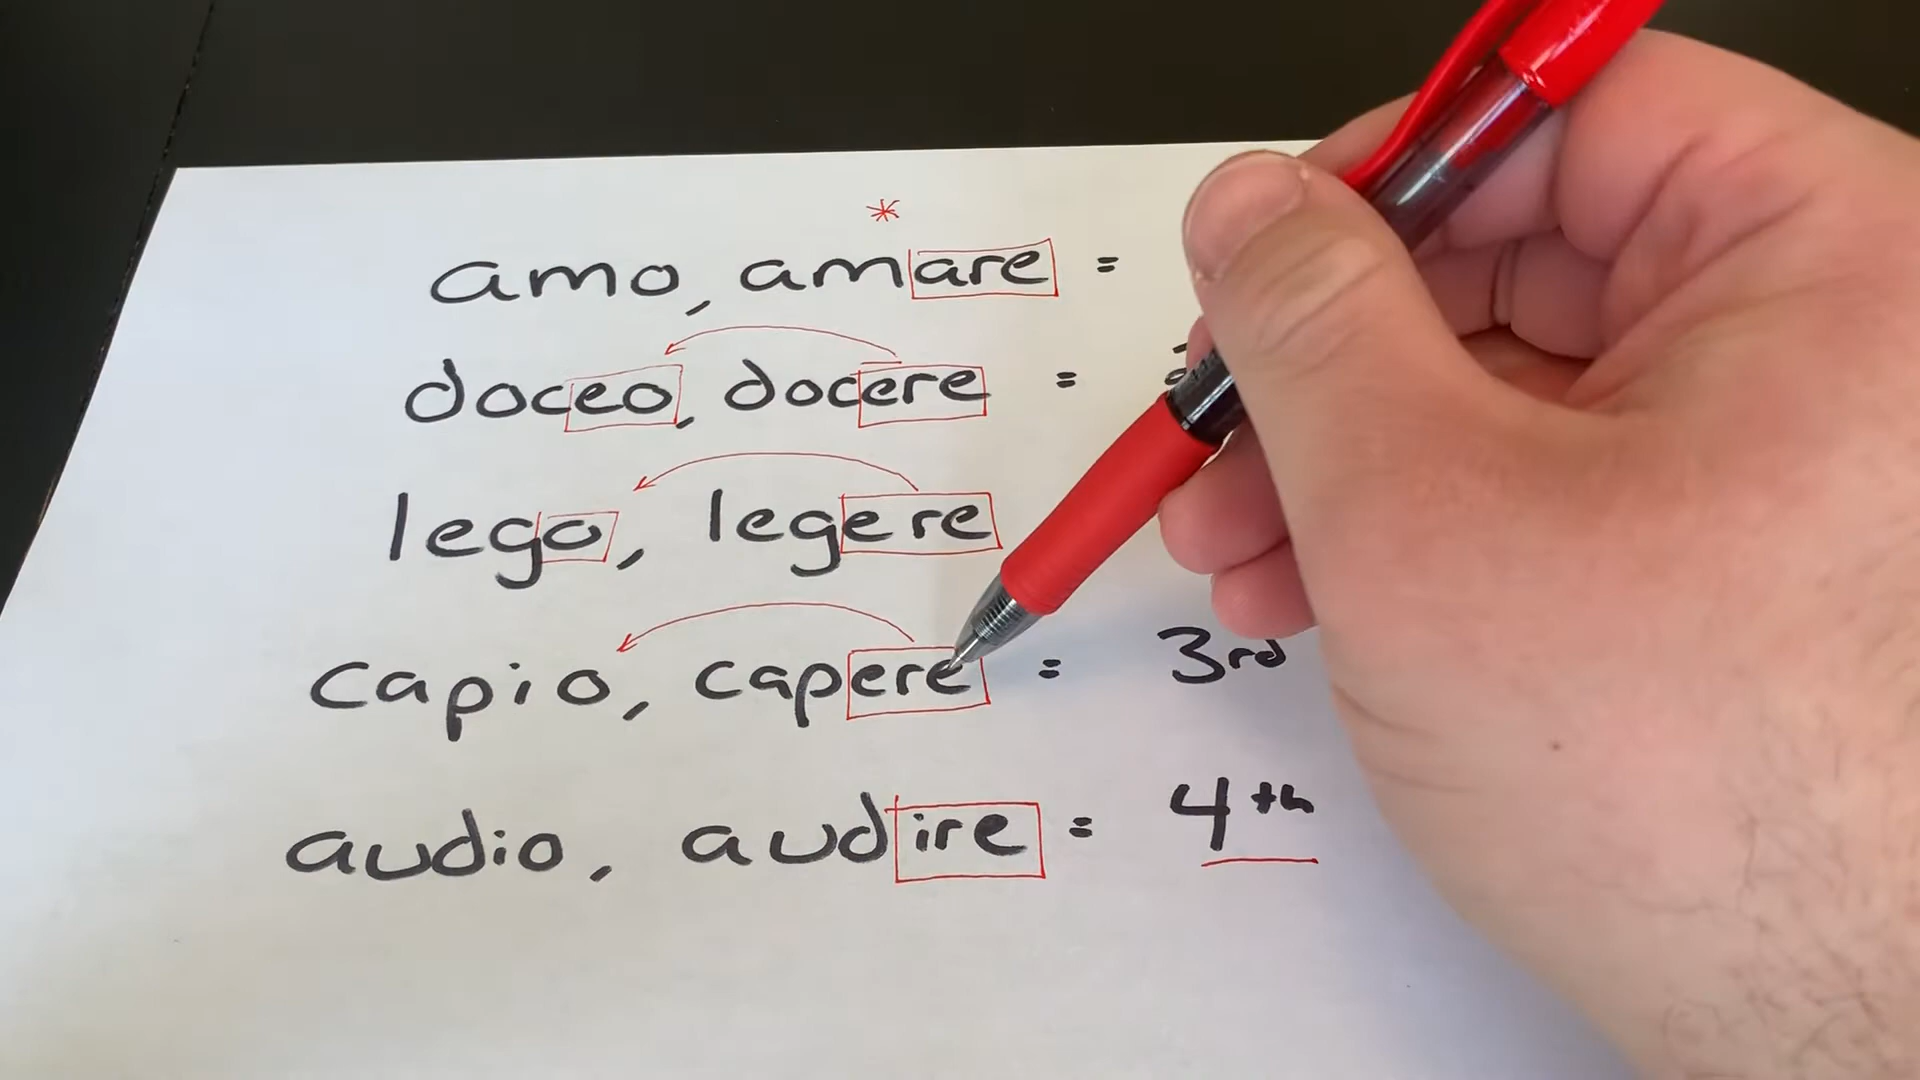 *
amo, amare =
doceo, docere =
lego, legere
capio, capere = 3rd
audio, audire = 4th